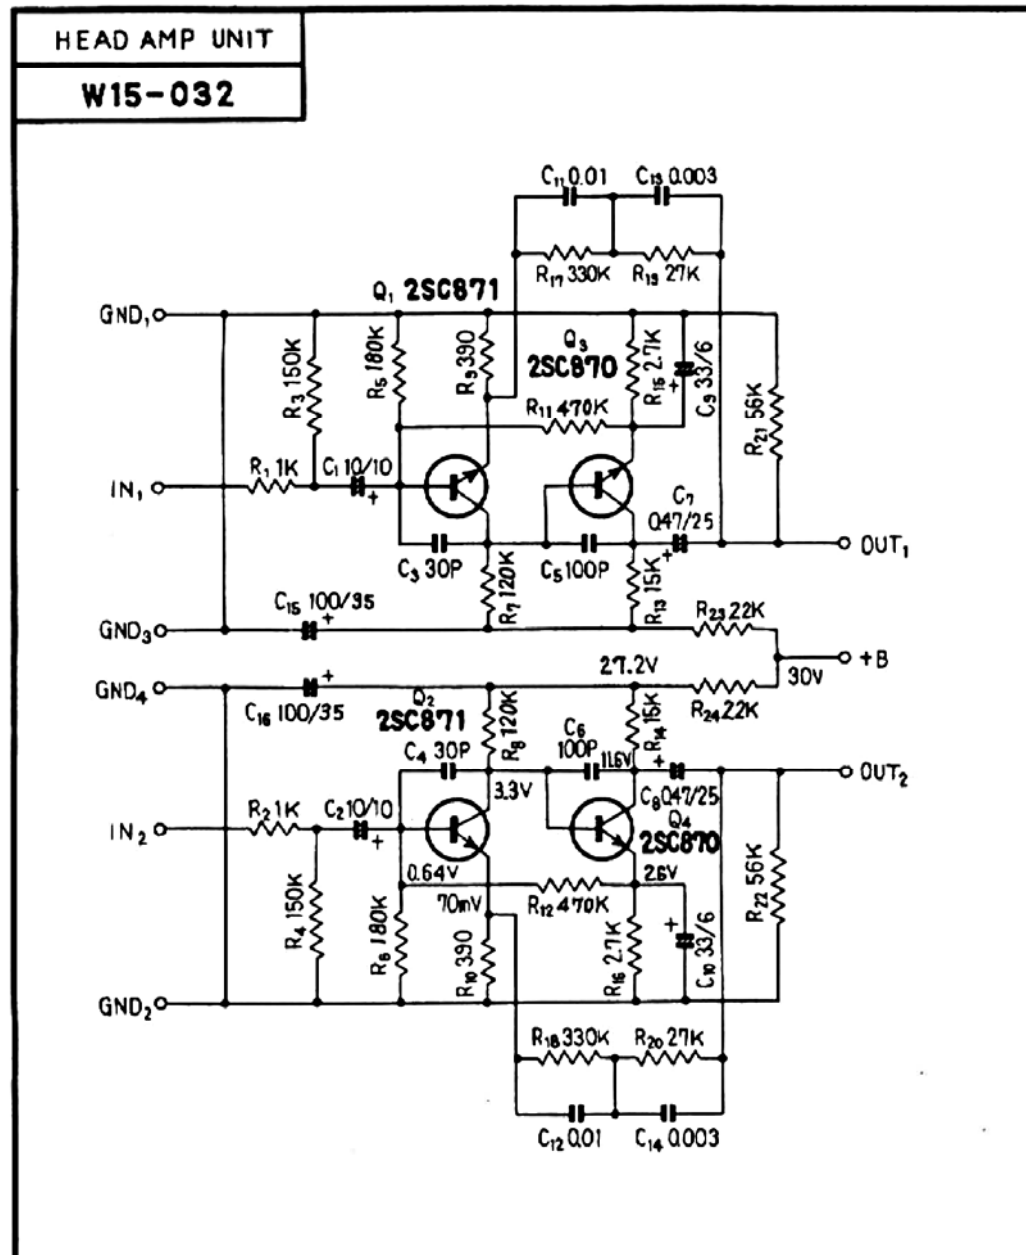 HEAD AMP UNIT
W15-032
C11 0.01
C13 0.003
R17 330K
R19 27K
Q1 2SC871
GND1
R3 150K
R5 180K
R9 390
Q3
2SC870
R15 2.7K
+
C9 33/6
R11 470K
R21 56K
R1 1K
C1 10/10
+
IN1
C7
0.47/25
+
C3 30P
C5 100P
OUT1
R7 120K
R13 15K
C15 100/35
+
R23 22K
GND3
27.2V
+B
30V
GND4
+
C16 100/35
Q2
2SC871
R8 120K
C6
100P
11.6V
R14 15K
R24 22K
C4 30P
+
3.3V
C8 0.47/25
OUT2
R2 1K
C2 10/10
+
IN2
Q4
2SC870
0.64V
2.6V
70mV
R12 470K
R4 150K
R6 180K
R10 390
R16 2.7K
+
C10 33/6
R22 56K
GND2
R18 330K
R20 27K
C12 0.01
C14 0.003